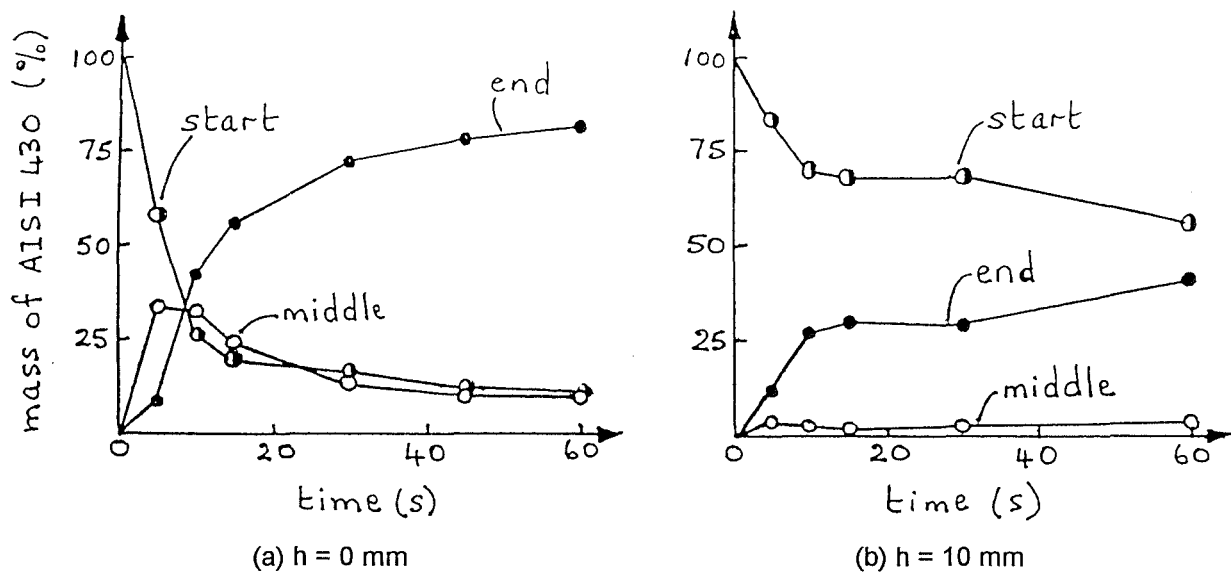 mass of AISI 430 (%)
100
75
50
25
0
20
40
60
start
end
middle
time (s)
(a) h = 0 mm
100
75
50
25
0
20
40
60
start
end
middle
time (s)
(b) h = 10 mm